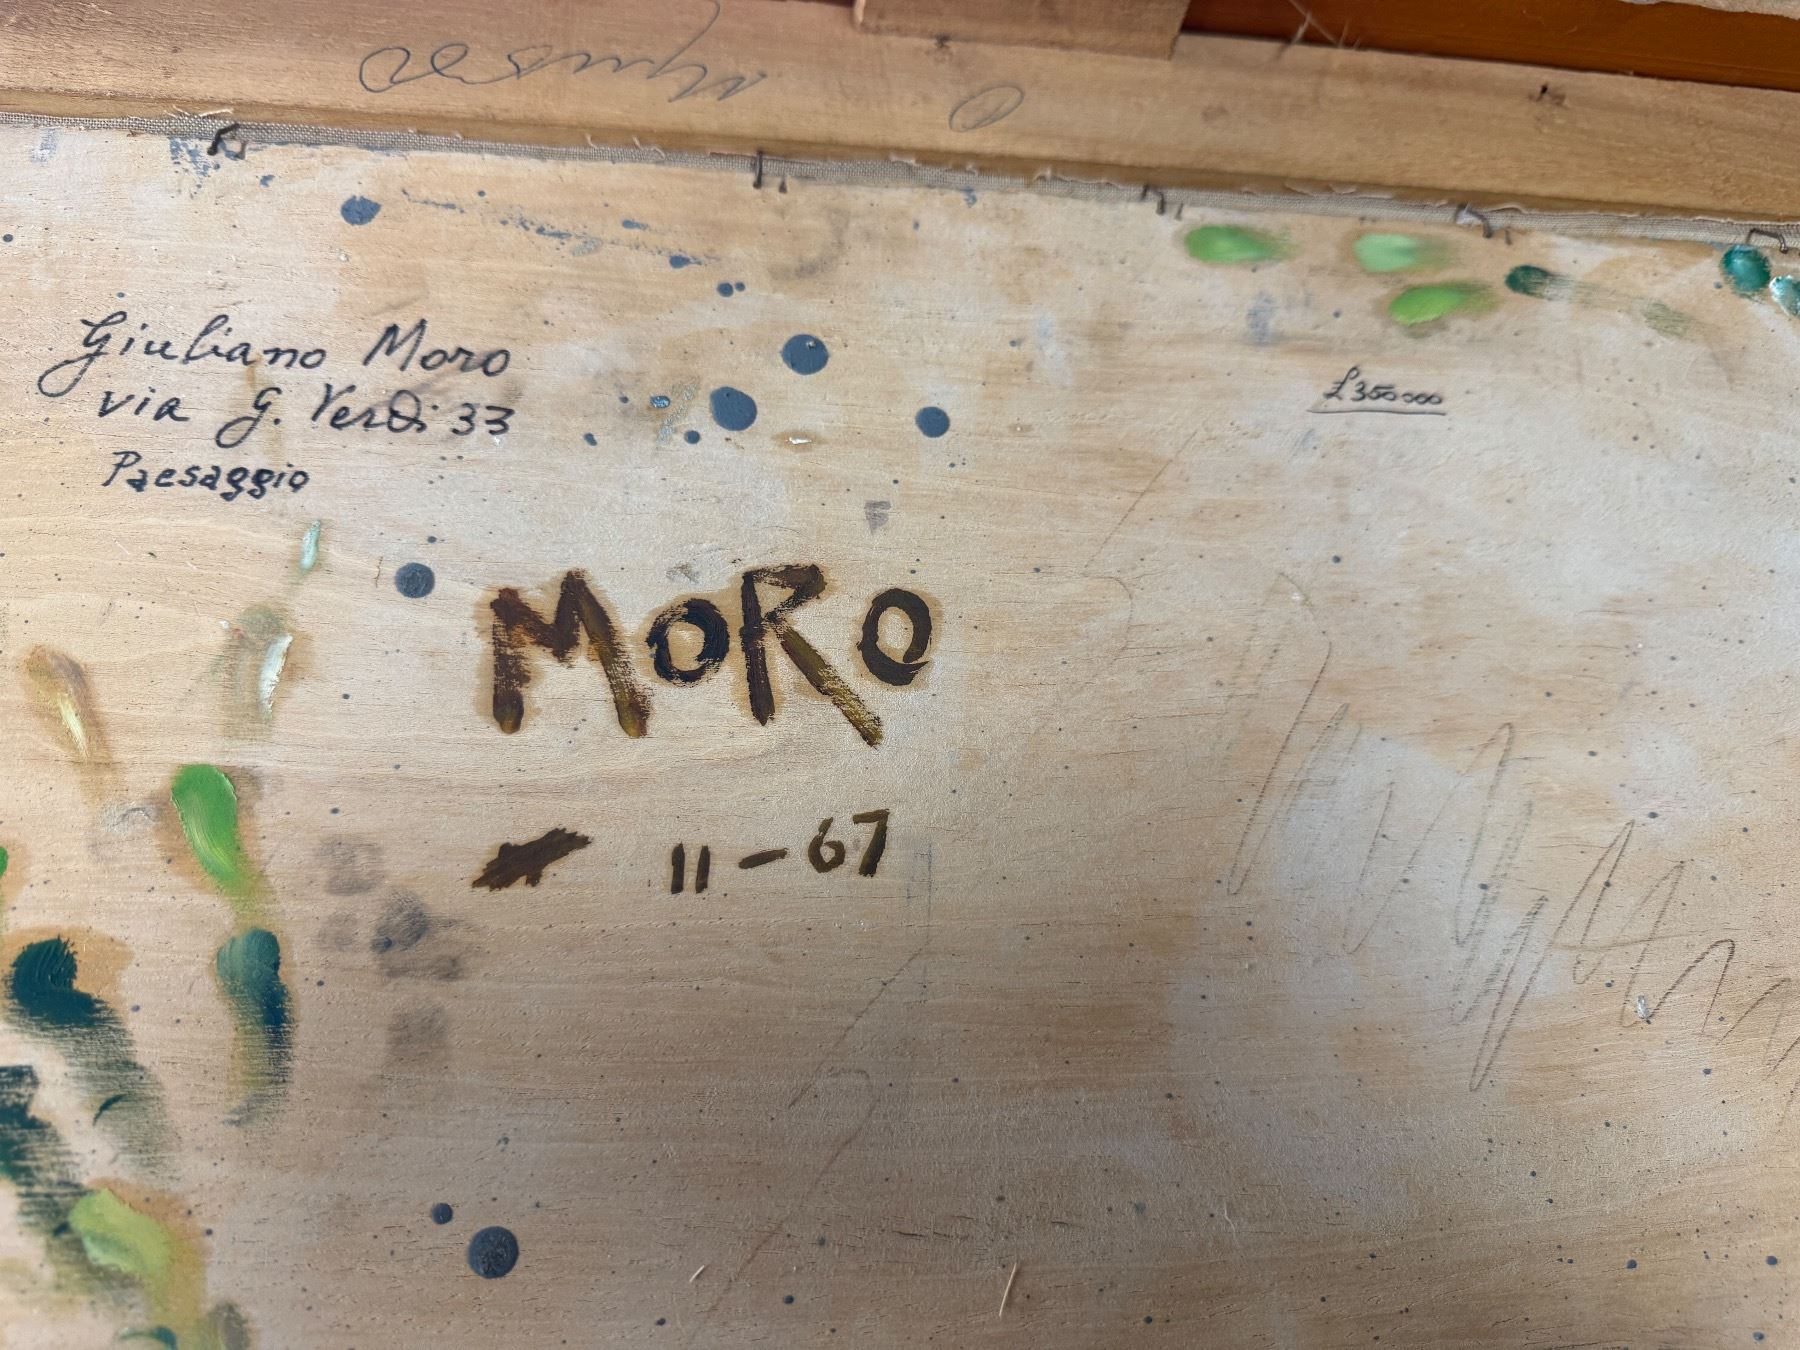 Giuliano Moro
via G. Verdi 33
Paesaggio
£350000
MORO
11-67